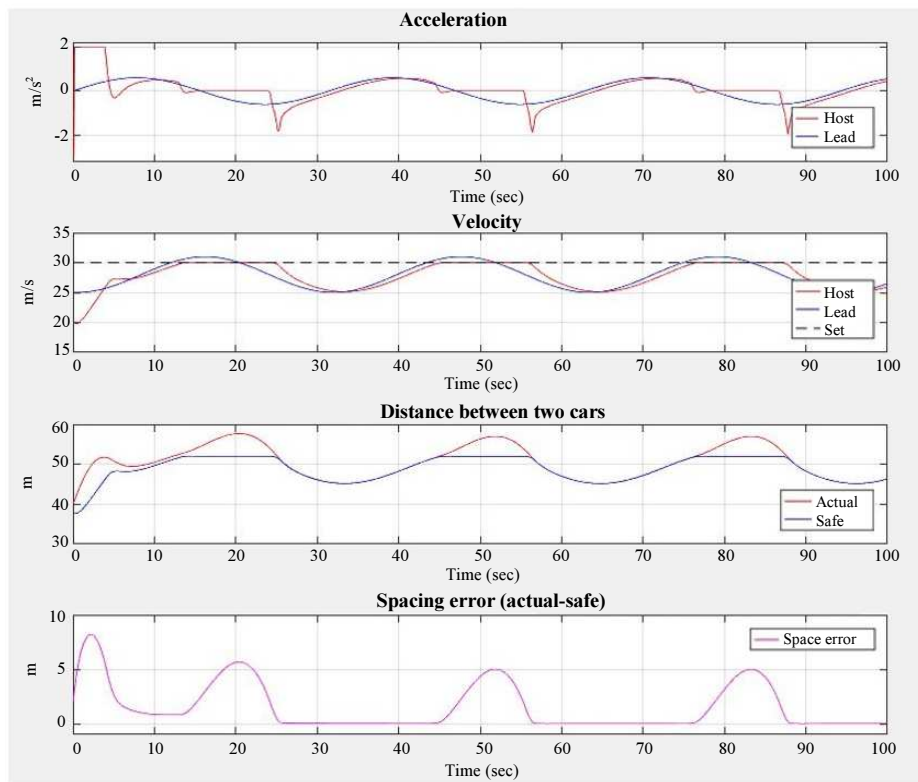 Acceleration
2
0
-2
m/s²
0 10 20 30 40 50 60 70 80 90 100
Time (sec)
Host
Lead
Velocity
35
30
25
20
15
m/s
0 10 20 30 40 50 60 70 80 90 100
Time (sec)
Host
Lead
Set
Distance between two cars
60
50
40
30
m
0 10 20 30 40 50 60 70 80 90 100
Time (sec)
Actual
Safe
Spacing error (actual-safe)
10
5
0
m
0 10 20 30 40 50 60 70 80 90 100
Time (sec)
Space error